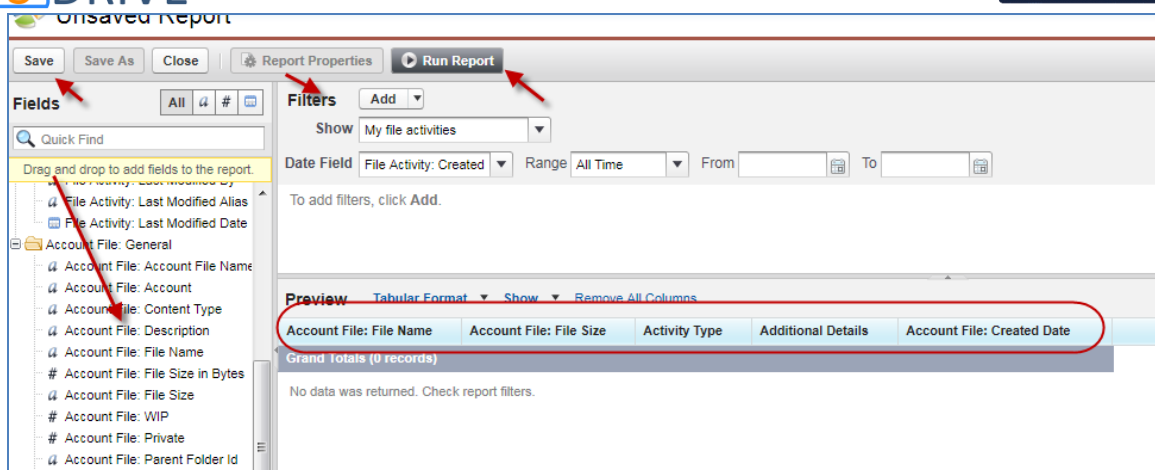 DRIVE
Unsaved Report
Save Save As Close Report Properties Run Report
Fields All a #
Quick Find
Drag and drop to add fields to the report.
a File Activity: Last Modified By
a File Activity: Last Modified Alias
File Activity: Last Modified Date
Account File: General
a Account File: Account File Name
a Account File: Account
a Account File: Content Type
a Account File: Description
a Account File: File Name
# Account File: File Size in Bytes
a Account File: File Size
# Account File: WIP
# Account File: Private
a Account File: Parent Folder Id
Filters Add
Show My file activities
Date Field File Activity: Created Range All Time From To
To add filters, click Add.
Preview Tabular Format Show Remove All Columns
Account File: File Name Account File: File Size Activity Type Additional Details Account File: Created Date
Grand Totals (0 records)
No data was returned. Check report filters.